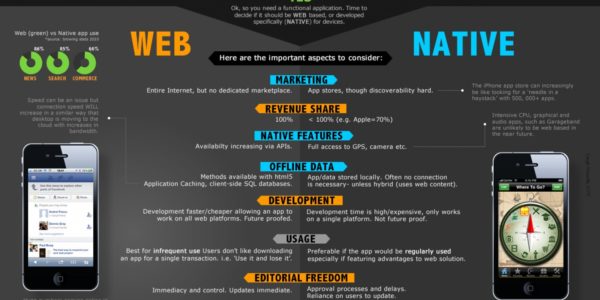 Ok, so you need a functional application. Time to
decide if it should be WEB based, or developed
specifically (NATIVE) for devices.
Web (green) vs Native app use
86%
85%
66%
NEWS
SEARCH
COMMERCE
WEB
NATIVE
Here are the important aspects to consider:
MARKETING
Entire Internet, but no dedicated marketplace.
App stores, though discoverability hard.
The iPhone app store can increasingly
be like looking for a 'needle in a
haystack' with 500, 000+ apps.
Speed can be an issue but
connection speed WILL
increase in a similar way that
desktop is moving to the
cloud with increases in
bandwidth.
REVENUE SHARE
100%
< 100% (e.g. Apple=70%)
NATIVE FEATURES
Availabilty increasing via APIs.
Full access to GPS, camera etc.
Intensive CPU, graphical and
audio apps, such as Garageband
are unlikely to be web based in
the near future.
OFFLINE DATA
Methods available with html5
Application Caching, client-side SQL databases.
App/data stored locally. Often no connection
is necessary- unless hybrid (uses web content).
DEVELOPMENT
Development faster/cheaper allowing an app to
work on all web platforms. Future proofed.
Development time is high/expensive, only works
on a single platform. Not future proof.
USAGE
Best for infrequent use Users don't like downloading
an app for a single transaction. i.e. 'Use it and lose it'.
Preferable if the app would be regularly used
especially if featuring advantages to web solution.
EDITORIAL FREEDOM
Immediacy and control. Updates immediate.
Approval processes and delays.
Reliance on users to update.
Where To Go?